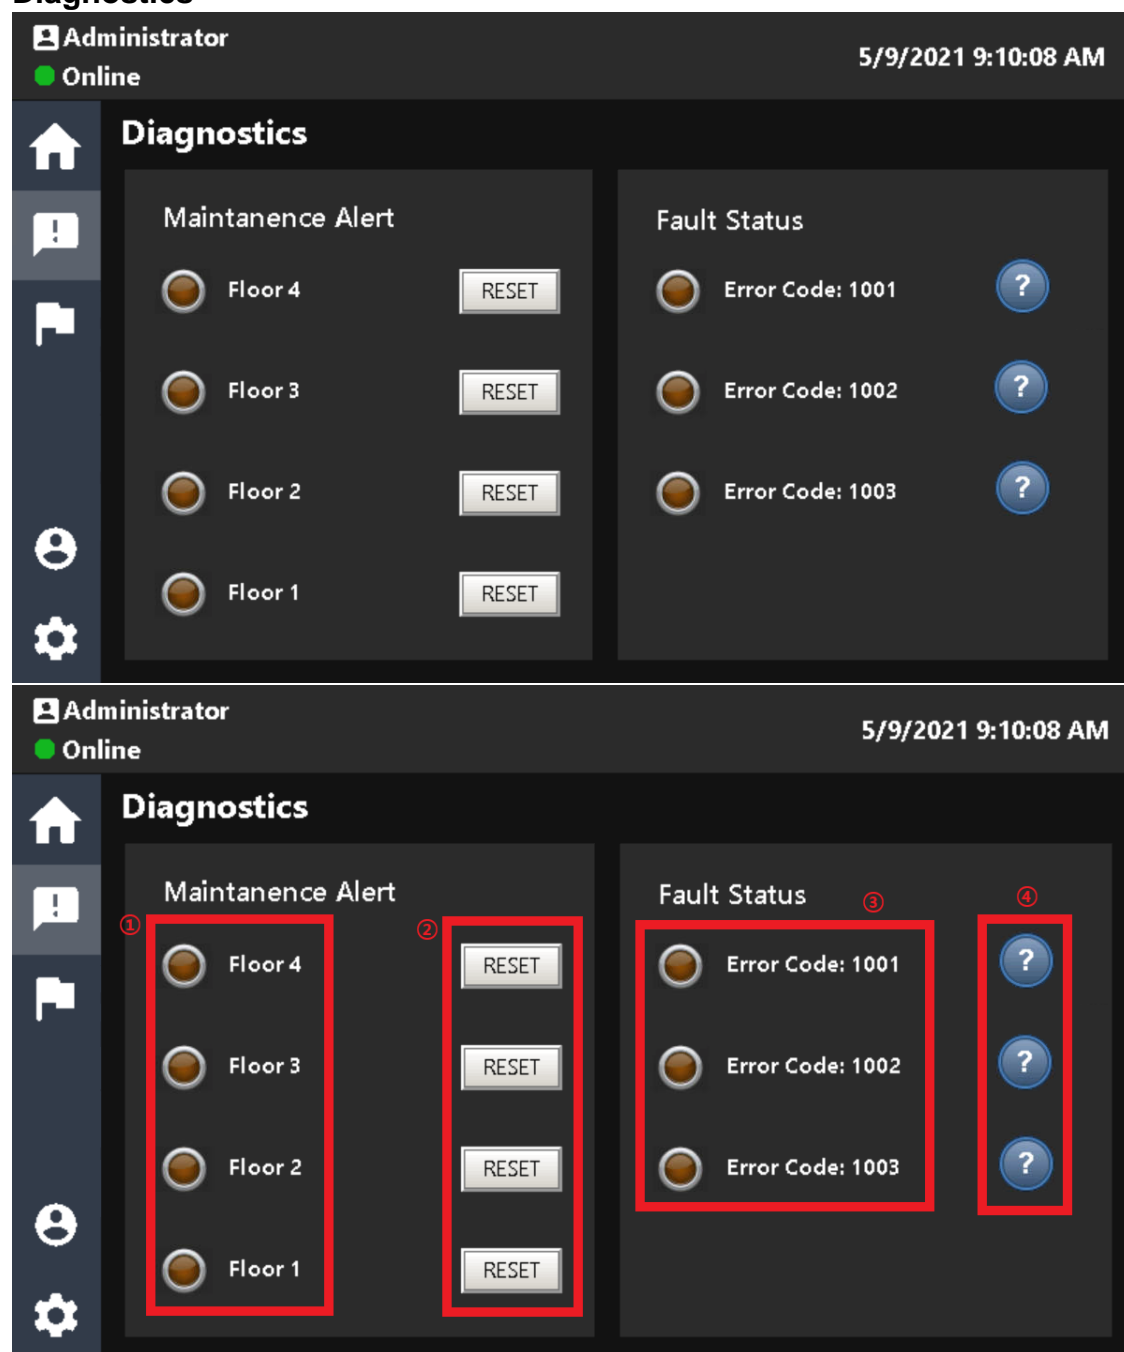 Diagnostics
Administrator
Online
5/9/2021 9:10:08 AM
Diagnostics
Maintanence Alert
Floor 4 RESET
Floor 3 RESET
Floor 2 RESET
Floor 1 RESET
Fault Status
Error Code: 1001 ?
Error Code: 1002 ?
Error Code: 1003 ?
Administrator
Online
5/9/2021 9:10:08 AM
Diagnostics
Maintanence Alert
① ②
Floor 4 RESET
Floor 3 RESET
Floor 2 RESET
Floor 1 RESET
Fault Status ③ ④
Error Code: 1001 ?
Error Code: 1002 ?
Error Code: 1003 ?